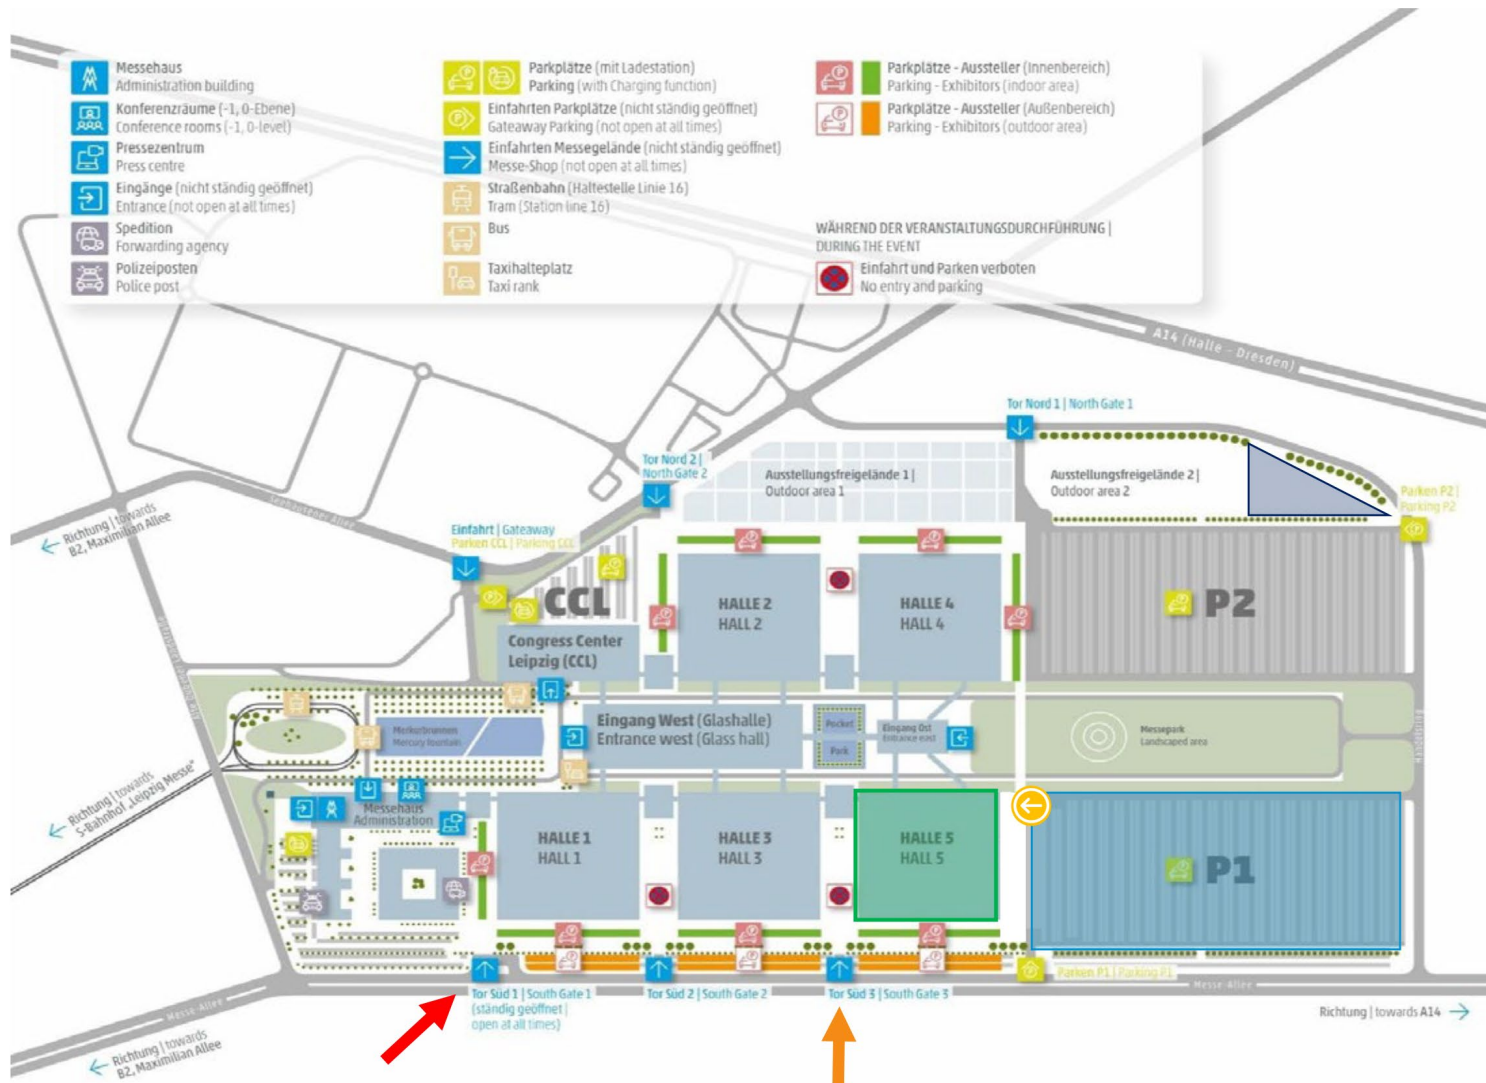 Messehaus
Administration building
Konferenzräume (-1, 0-Ebene)
Conference rooms (-1, 0-level)
Pressezentrum
Press centre
Eingänge (nicht ständig geöffnet)
Entrance (not open at all times)
Spedition
Forwarding agency
Polizeiposten
Police post
Parkplätze (mit Ladestation)
Parking (with Charging function)
Einfahrten Parkplätze (nicht ständig geöffnet)
Gateaway Parking (not open at all times)
Einfahrten Messegelände (nicht ständig geöffnet)
Messe-Shop (not open at all times)
Straßenbahn (Haltestelle Linie 16)
Tram (Station line 16)
Bus
Taxihalteplatz
Taxi rank
Parkplätze - Aussteller (Innenbereich)
Parking - Exhibitors (indoor area)
Parkplätze - Aussteller (Außenbereich)
Parking - Exhibitors (outdoor area)
WÄHREND DER VERANSTALTUNGSDURCHFÜHRUNG |
DURING THE EVENT
Einfahrt und Parken verboten
No entry and parking
A14 (Halle - Dresden)
Tor Nord 1 | North Gate 1
Tor Nord 2 |
North Gate 2
Ausstellungsfreigelände 1 |
Outdoor area 1
Ausstellungsfreigelände 2 |
Outdoor area 2
Parken P2 |
Parking P2
Seehausener Allee
Richtung | towards
B2, Maximilian Allee
Einfahrt | Gateaway
Parken CCL | Parking CCL
CCL
Congress Center
Leipzig (CCL)
HALLE 2
HALL 2
HALLE 4
HALL 4
P2
Merkurbrunnen
Mercury fountain
Eingang West (Glashalle)
Entrance west (Glass hall)
Pocket
Park
Eingang Ost
Entrance east
Messepark
Landscaped area
Richtung | towards
S-Bahnhof „Leipzig Messe"
Messehaus
Administration
HALLE 1
HALL 1
HALLE 3
HALL 3
HALLE 5
HALL 5
P1
Parken P1 | Parking P1
Messe-Allee
Messe-Allee
Tor Süd 1 | South Gate 1
(ständig geöffnet |
open at all times)
Tor Süd 2 | South Gate 2
Tor Süd 3 | South Gate 3
Richtung | towards A14
Richtung | towards
B2, Maximilian Allee